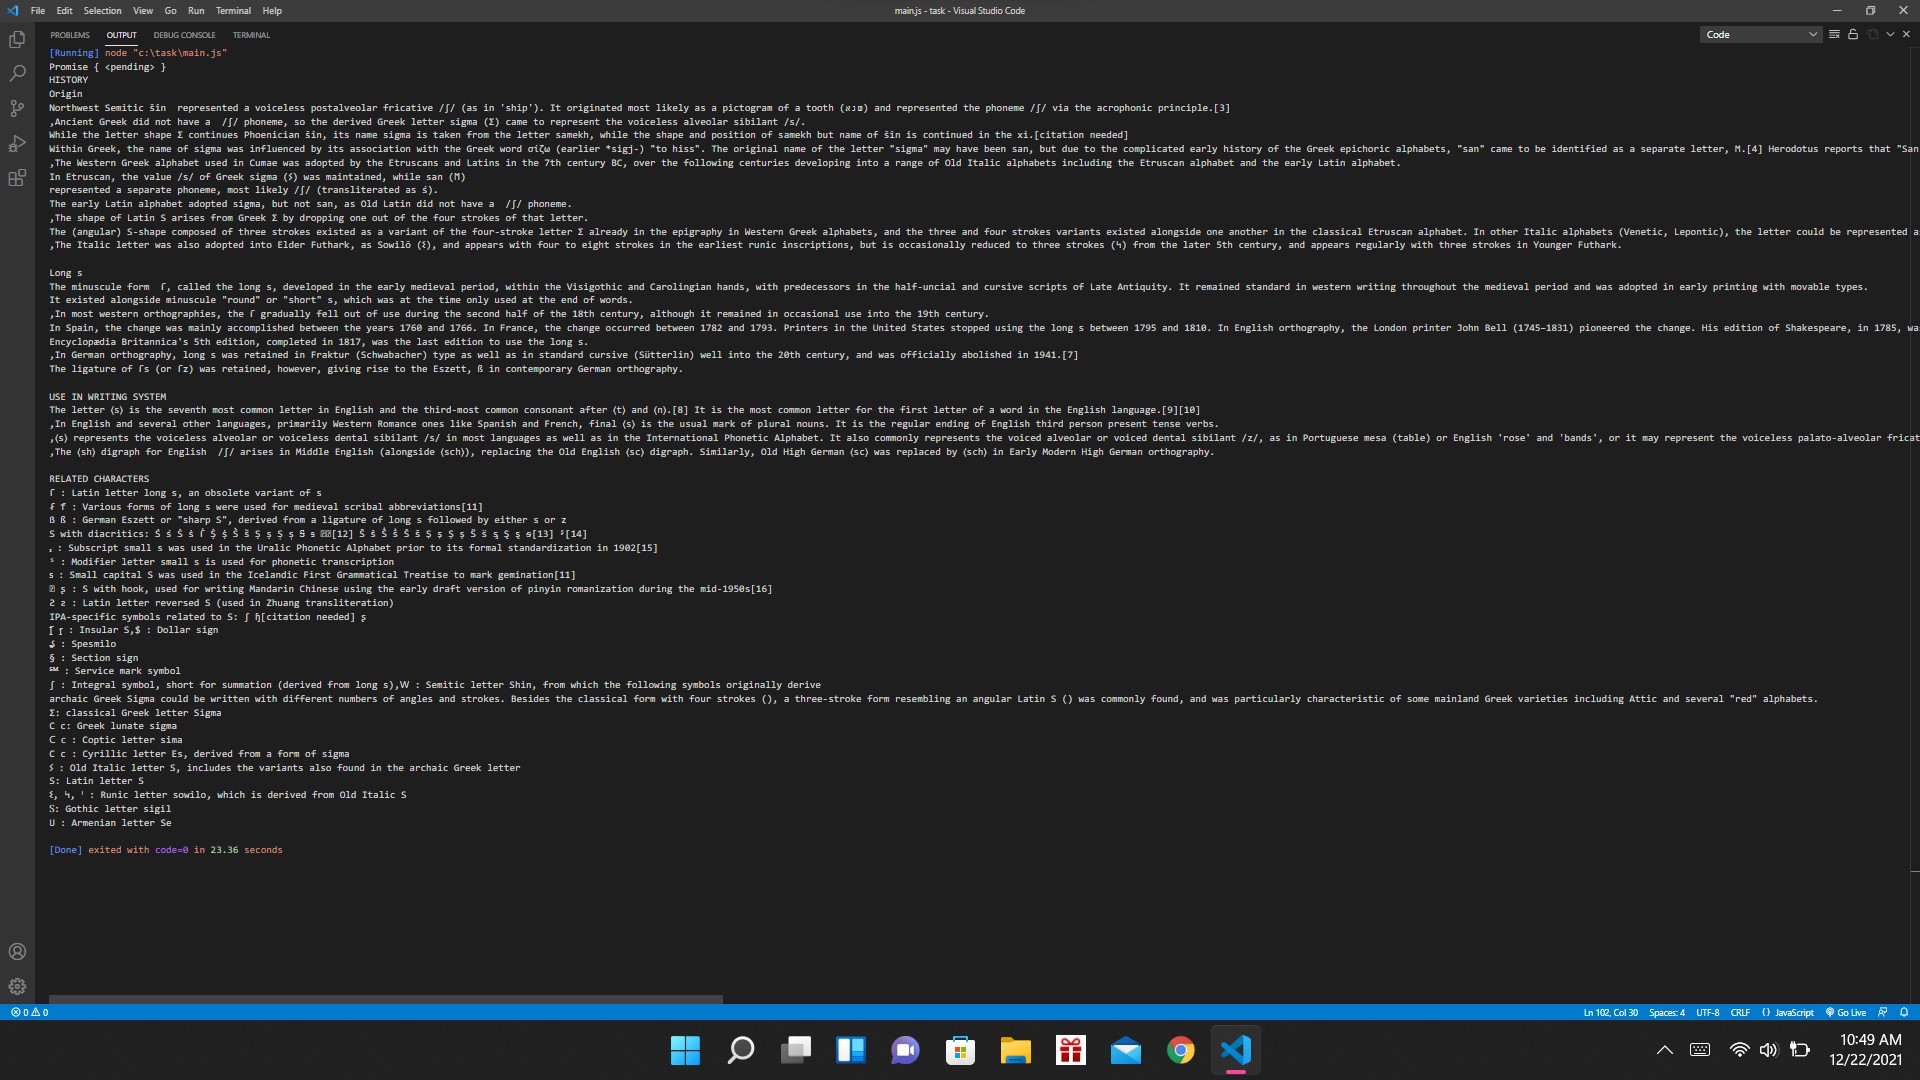 File Edit Selection View Go Run Terminal Help
main.js - task - Visual Studio Code
PROBLEMS OUTPUT DEBUG CONSOLE TERMINAL
Code
[Running] node "c:\task\main.js"
Promise { <pending> }
HISTORY
Origin
Northwest Semitic šîn  represented a voiceless postalveolar fricative /ʃ/ (as in 'ship'). It originated most likely as a pictogram of a tooth (שנא) and represented the phoneme /ʃ/ via the acrophonic principle.[3]
,Ancient Greek did not have a  /ʃ/ phoneme, so the derived Greek letter sigma (Σ) came to represent the voiceless alveolar sibilant /s/.
While the letter shape Σ continues Phoenician šîn, its name sigma is taken from the letter samekh, while the shape and position of samekh but name of šîn is continued in the xi.[citation needed]
Within Greek, the name of sigma was influenced by its association with the Greek word σίζω (earlier *sigj-) "to hiss". The original name of the letter "sigma" may have been san, but due to the complicated early history of the Greek epichoric alphabets, "san" came to be identified as a separate letter, Ϻ.[4] Herodotus reports that "San
,The Western Greek alphabet used in Cumae was adopted by the Etruscans and Latins in the 7th century BC, over the following centuries developing into a range of Old Italic alphabets including the Etruscan alphabet and the early Latin alphabet.
In Etruscan, the value /s/ of Greek sigma (𐌔) was maintained, while san (𐌑)
represented a separate phoneme, most likely /ʃ/ (transliterated as ś).
The early Latin alphabet adopted sigma, but not san, as Old Latin did not have a  /ʃ/ phoneme.
,The shape of Latin S arises from Greek Σ by dropping one out of the four strokes of that letter.
The (angular) S-shape composed of three strokes existed as a variant of the four-stroke letter Σ already in the epigraphy in Western Greek alphabets, and the three and four strokes variants existed alongside one another in the classical Etruscan alphabet. In other Italic alphabets (Venetic, Lepontic), the letter could be represented
,The Italic letter was also adopted into Elder Futhark, as Sowilō (ᛊ), and appears with four to eight strokes in the earliest runic inscriptions, but is occasionally reduced to three strokes (ᛋ) from the later 5th century, and appears regularly with three strokes in Younger Futhark.
Long s
The minuscule form  ſ, called the long s, developed in the early medieval period, within the Visigothic and Carolingian hands, with predecessors in the half-uncial and cursive scripts of Late Antiquity. It remained standard in western writing throughout the medieval period and was adopted in early printing with movable types.
It existed alongside minuscule "round" or "short" s, which was at the time only used at the end of words.
,In most western orthographies, the ſ gradually fell out of use during the second half of the 18th century, although it remained in occasional use into the 19th century.
In Spain, the change was mainly accomplished between the years 1760 and 1766. In France, the change occurred between 1782 and 1793. Printers in the United States stopped using the long s between 1795 and 1810. In English orthography, the London printer John Bell (1745–1831) pioneered the change. His edition of Shakespeare, in 1785,
Encyclopædia Britannica's 5th edition, completed in 1817, was the last edition to use the long s.
,In German orthography, long s was retained in Fraktur (Schwabacher) type as well as in standard cursive (Sütterlin) well into the 20th century, and was officially abolished in 1941.[7]
The ligature of ſs (or ſz) was retained, however, giving rise to the Eszett, ß in contemporary German orthography.
USE IN WRITING SYSTEM
The letter ⟨s⟩ is the seventh most common letter in English and the third-most common consonant after ⟨t⟩ and ⟨n⟩.[8] It is the most common letter for the first letter of a word in the English language.[9][10]
,In English and several other languages, primarily Western Romance ones like Spanish and French, final ⟨s⟩ is the usual mark of plural nouns. It is the regular ending of English third person present tense verbs.
,⟨s⟩ represents the voiceless alveolar or voiceless dental sibilant /s/ in most languages as well as in the International Phonetic Alphabet. It also commonly represents the voiced alveolar or voiced dental sibilant /z/, as in Portuguese mesa (table) or English 'rose' and 'bands', or it may represent the voiceless palato-alveolar
,The ⟨sh⟩ digraph for English  /ʃ/ arises in Middle English (alongside ⟨sch⟩), replacing the Old English ⟨sc⟩ digraph. Similarly, Old High German ⟨sc⟩ was replaced by ⟨sch⟩ in Early Modern High German orthography.
RELATED CHARACTERS
ſ : Latin letter long s, an obsolete variant of s
ẜ ẝ : Various forms of long s were used for medieval scribal abbreviations[11]
ẞ ß : German Eszett or "sharp S", derived from a ligature of long s followed by either s or z
S with diacritics:
: Subscript small s was used in the Uralic Phonetic Alphabet prior to its formal standardization in 1902[15]
ˢ : Modifier letter small s is used for phonetic transcription
ꜱ : Small capital S was used in the Icelandic First Grammatical Treatise to mark gemination[11]
ʂ : S with hook, used for writing Mandarin Chinese using the early draft version of pinyin romanization during the mid-1950s[16]
Ƨ ƨ : Latin letter reversed S (used in Zhuang transliteration)
IPA-specific symbols related to S: ʃ ɧ[citation needed] ʂ
Ꞅ ꞅ : Insular S,$ : Dollar sign
₷ : Spesmilo
§ : Section sign
℠ : Service mark symbol
∫ : Integral symbol, short for summation (derived from long s),𐤔 : Semitic letter Shin, from which the following symbols originally derive
archaic Greek Sigma could be written with different numbers of angles and strokes. Besides the classical form with four strokes (), a three-stroke form resembling an angular Latin S () was commonly found, and was particularly characteristic of some mainland Greek varieties including Attic and several "red" alphabets.
Σ: classical Greek letter Sigma
Ϲ ϲ: Greek lunate sigma
Ⲥ ⲥ : Coptic letter sima
С с : Cyrillic letter Es, derived from a form of sigma
𐌔 : Old Italic letter S, includes the variants also found in the archaic Greek letter
S: Latin letter S
ᛊ, ᛋ, ᛌ : Runic letter sowilo, which is derived from Old Italic S
𐍃: Gothic letter sigil
Ս : Armenian letter Se
[Done] exited with code=0 in 23.36 seconds
0 0
Ln 102, Col 30 Spaces: 4 UTF-8 CRLF {} JavaScript Go Live
10:49 AM
12/22/2021